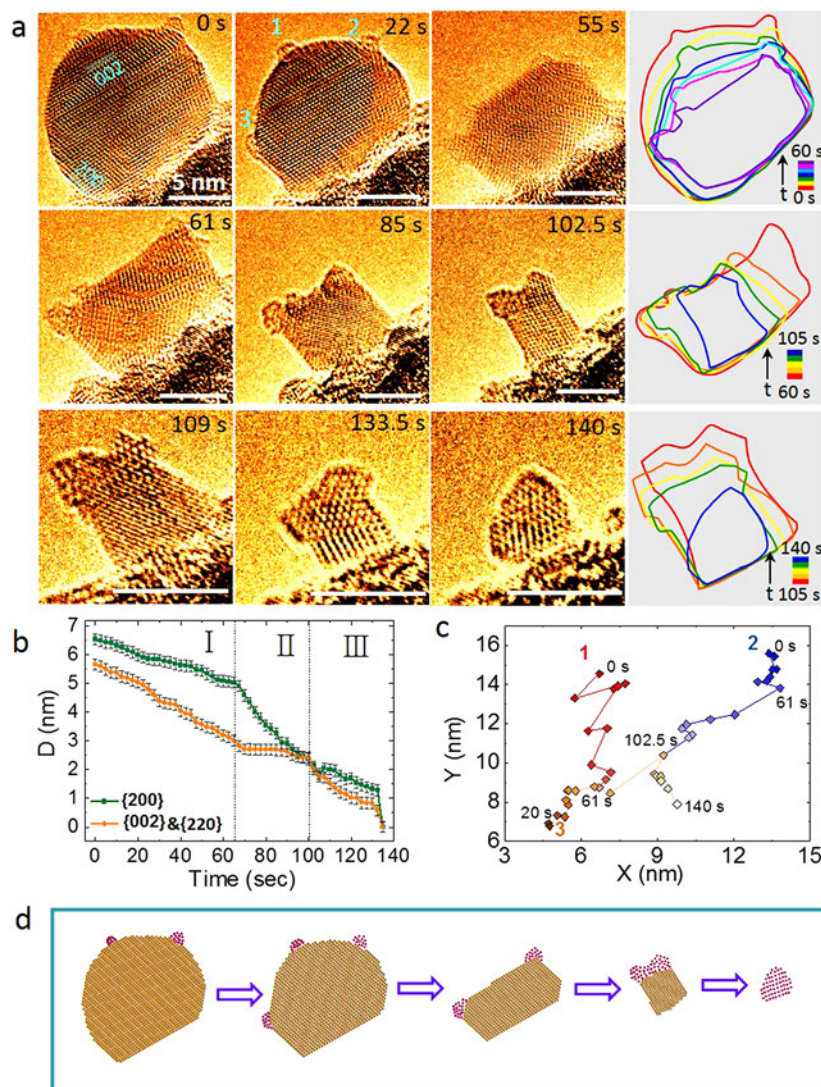 a
0 s
002
200
5 nm
1
2
22 s
3
55 s
60 s
t
0 s
61 s
85 s
102.5 s
105 s
t
60 s
109 s
133.5 s
140 s
140 s
t
105 s
b
I
II
III
7
6
5
4
3
2
1
0
D (nm)
{200}
{002}&{220}
0 20 40 60 80 100 120 140
Time (sec)
c
16
14
12
10
8
6
Y (nm)
1
0 s
2
0 s
61 s
102.5 s
61 s
140 s
20 s
3
3 6 9 12 15
X (nm)
d